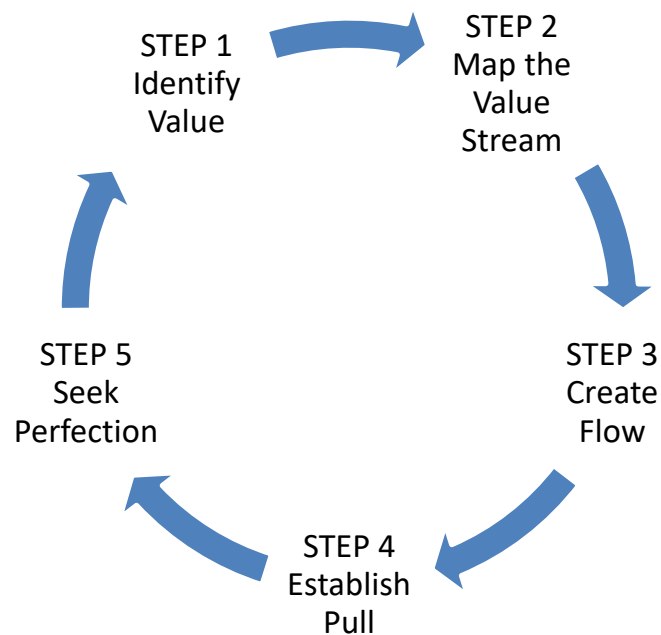 STEP 1
Identify
Value
STEP 2
Map the
Value
Stream
STEP 3
Create
Flow
STEP 4
Establish
Pull
STEP 5
Seek
Perfection